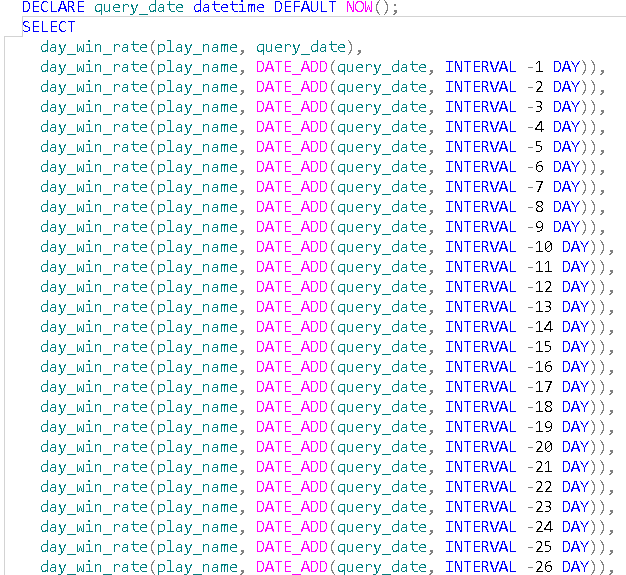 DECLARE query_date datetime DEFAULT NOW();
SELECT
day_win_rate(play_name, query_date),
day_win_rate(play_name, DATE_ADD(query_date, INTERVAL -1 DAY)),
day_win_rate(play_name, DATE_ADD(query_date, INTERVAL -2 DAY)),
day_win_rate(play_name, DATE_ADD(query_date, INTERVAL -3 DAY)),
day_win_rate(play_name, DATE_ADD(query_date, INTERVAL -4 DAY)),
day_win_rate(play_name, DATE_ADD(query_date, INTERVAL -5 DAY)),
day_win_rate(play_name, DATE_ADD(query_date, INTERVAL -6 DAY)),
day_win_rate(play_name, DATE_ADD(query_date, INTERVAL -7 DAY)),
day_win_rate(play_name, DATE_ADD(query_date, INTERVAL -8 DAY)),
day_win_rate(play_name, DATE_ADD(query_date, INTERVAL -9 DAY)),
day_win_rate(play_name, DATE_ADD(query_date, INTERVAL -10 DAY)),
day_win_rate(play_name, DATE_ADD(query_date, INTERVAL -11 DAY)),
day_win_rate(play_name, DATE_ADD(query_date, INTERVAL -12 DAY)),
day_win_rate(play_name, DATE_ADD(query_date, INTERVAL -13 DAY)),
day_win_rate(play_name, DATE_ADD(query_date, INTERVAL -14 DAY)),
day_win_rate(play_name, DATE_ADD(query_date, INTERVAL -15 DAY)),
day_win_rate(play_name, DATE_ADD(query_date, INTERVAL -16 DAY)),
day_win_rate(play_name, DATE_ADD(query_date, INTERVAL -17 DAY)),
day_win_rate(play_name, DATE_ADD(query_date, INTERVAL -18 DAY)),
day_win_rate(play_name, DATE_ADD(query_date, INTERVAL -19 DAY)),
day_win_rate(play_name, DATE_ADD(query_date, INTERVAL -20 DAY)),
day_win_rate(play_name, DATE_ADD(query_date, INTERVAL -21 DAY)),
day_win_rate(play_name, DATE_ADD(query_date, INTERVAL -22 DAY)),
day_win_rate(play_name, DATE_ADD(query_date, INTERVAL -23 DAY)),
day_win_rate(play_name, DATE_ADD(query_date, INTERVAL -24 DAY)),
day_win_rate(play_name, DATE_ADD(query_date, INTERVAL -25 DAY)),
day_win_rate(play_name, DATE_ADD(query_date, INTERVAL -26 DAY)),